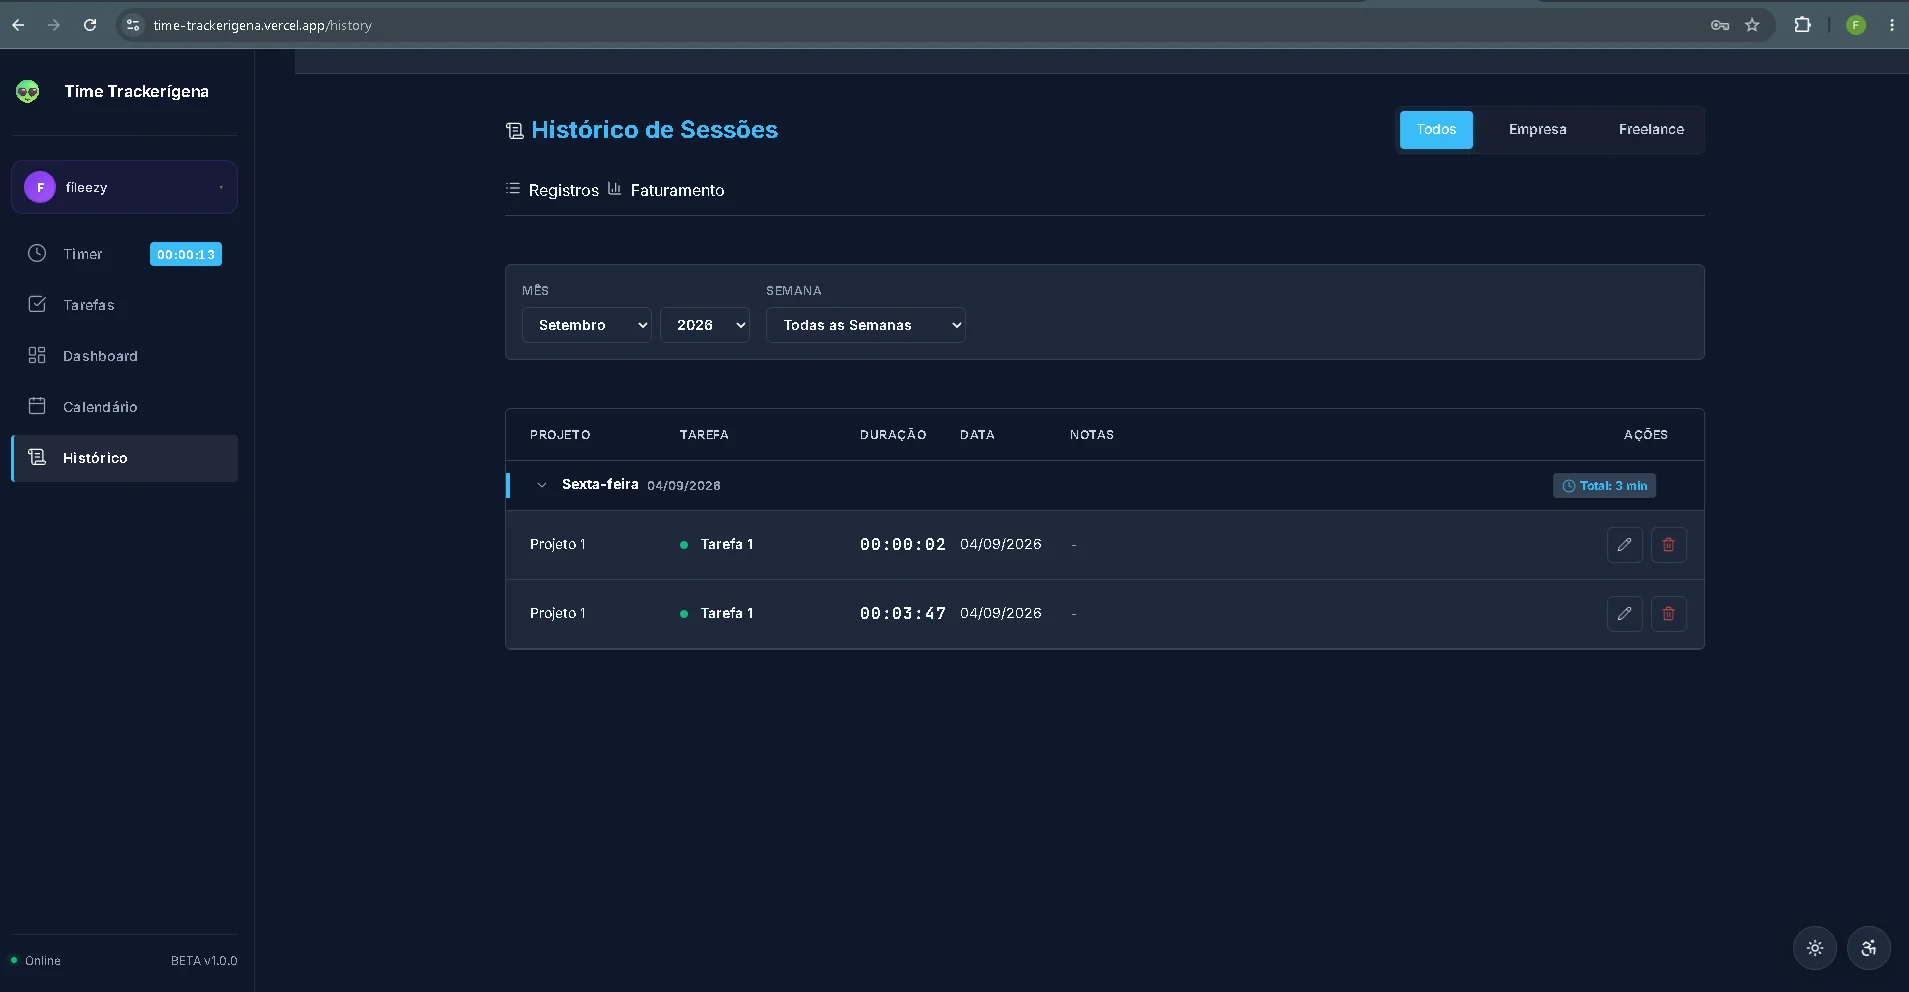 time-trackerigena.vercel.app/history
F
Time Trackerígena
F
fileezy
Timer
00:00:13
Tarefas
Dashboard
Calendário
Histórico
Online
BETA v1.0.0
Histórico de Sessões
Todos
Empresa
Freelance
Registros
Faturamento
MÊS
SEMANA
Setembro
2026
Todas as Semanas
PROJETO TAREFA DURAÇÃO DATA NOTAS AÇÕES
Sexta-feira 04/09/2026 Total: 3 min
Projeto 1 Tarefa 1 00:00:02 04/09/2026 -
Projeto 1 Tarefa 1 00:03:47 04/09/2026 -